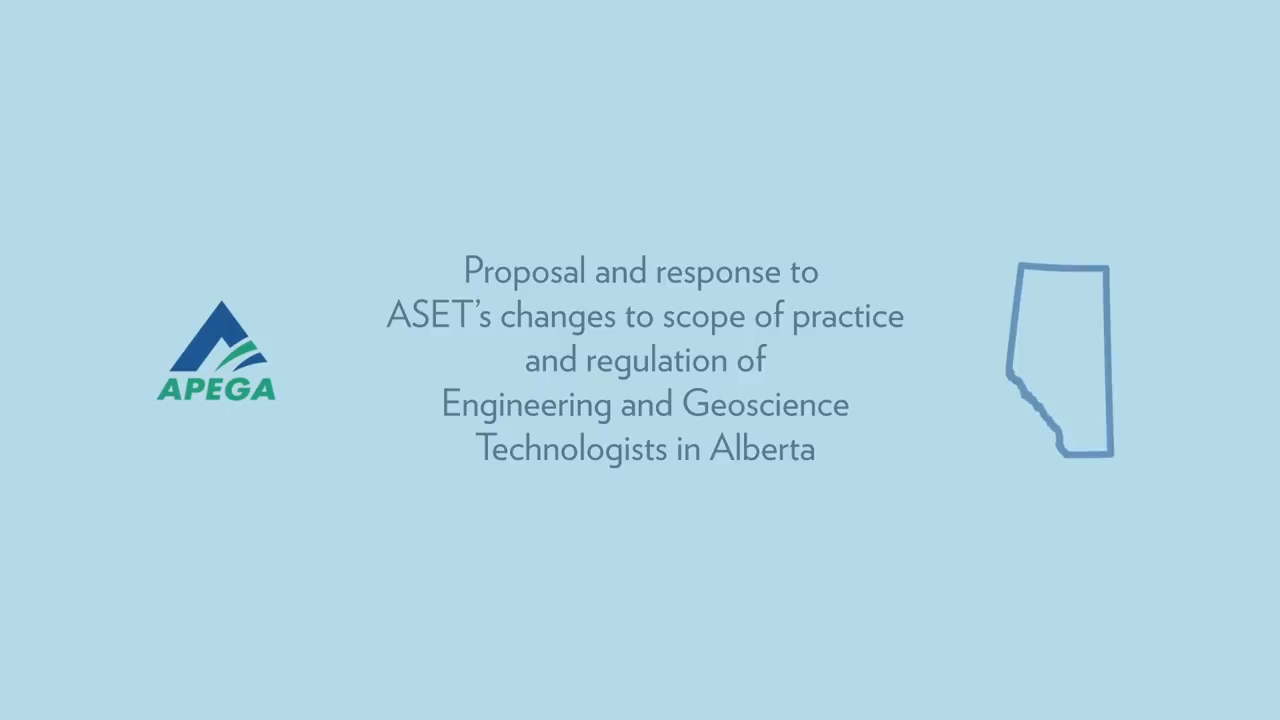 Proposal and response to
ASET's changes to scope of practice
and regulation of
Engineering and Geoscience
Technologists in Alberta
APEGA